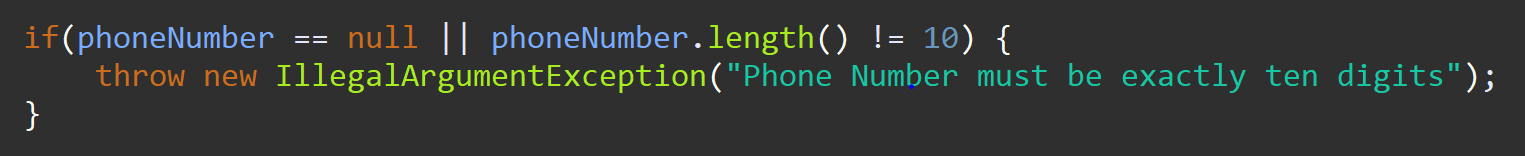 if(phoneNumber == null || phoneNumber.length() != 10) {
    throw new IllegalArgumentException("Phone Number must be exactly ten digits");
}